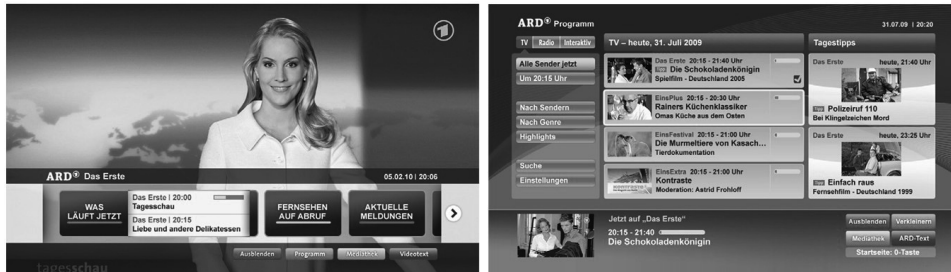 ARD® Das Erste
05.02.10 | 20:06
WAS LÄUFT JETZT
Das Erste | 20:00
Tagesschau
Das Erste | 20:15
Liebe und andere Delikatessen
FERNSEHEN AUF ABRUF
AKTUELLE MELDUNGEN
Ausblenden Programm Mediathek Videotext
tagesschau
ARD® Programm
31.07.09 | 20:20
TV Radio Interaktiv
Alle Sender jetzt
Um 20:15 Uhr
Nach Sendern
Nach Genre
Highlights
Suche
Einstellungen
TV – heute, 31. Juli 2009
Das Erste 20:15 - 21:40 Uhr
Tipp Die Schokoladenkönigin
Spielfilm - Deutschland 2005
EinsPlus 20:15 - 20:30 Uhr
Rainers Küchenklassiker
Omas Küche aus dem Osten
EinsFestival 20:15 - 21:00 Uhr
Die Murmeltiere von Kasach...
Tierdokumentation
EinsExtra 20:15 - 21:00 Uhr
Kontraste
Moderation: Astrid Frohloff
Tagestipps
Das Erste heute, 21:40 Uhr
Tipp Polizeiruf 110
Bei Klingelzeichen Mord
Das Erste heute, 23:25 Uhr
Tipp Einfach raus
Fernsehfilm - Deutschland 1999
Jetzt auf „Das Erste“
20:15 - 21:40
Die Schokoladenkönigin
Ausblenden Verkleinern
Mediathek ARD-Text
Startseite: 0-Taste